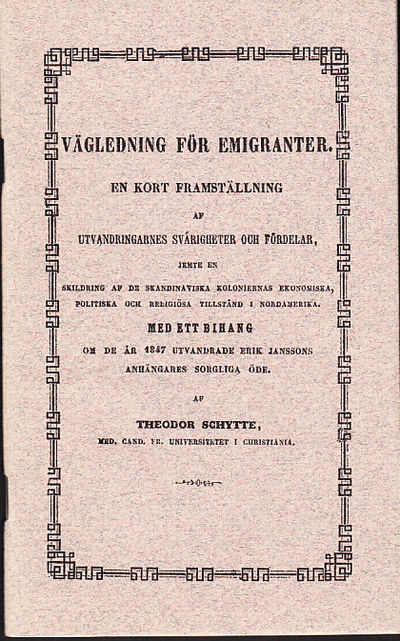 VÄGLEDNING FÖR EMIGRANTER.
EN KORT FRAMSTÄLLNING
AF
UTVANDRINGARNES SVÅRIGHETER OCH FÖRDELAR,
JEMTE EN
SKILDRING AF DE SKANDINAVISKA KOLONIERNAS EKONOMISKA,
POLITISKA OCH RELIGIÖSA TILLSTÅND I NORDAMERIKA.
MED ETT BIHANG
OM DE ÅR 1847 UTVANDRADE ERIK JANSSONS
ANHÄNGARES SORGLIGA ÖDE.
AF
THEODOR SCHYTTE,
MED. CAND. FR. UNIVERSITETET I CHRISTIANIA.